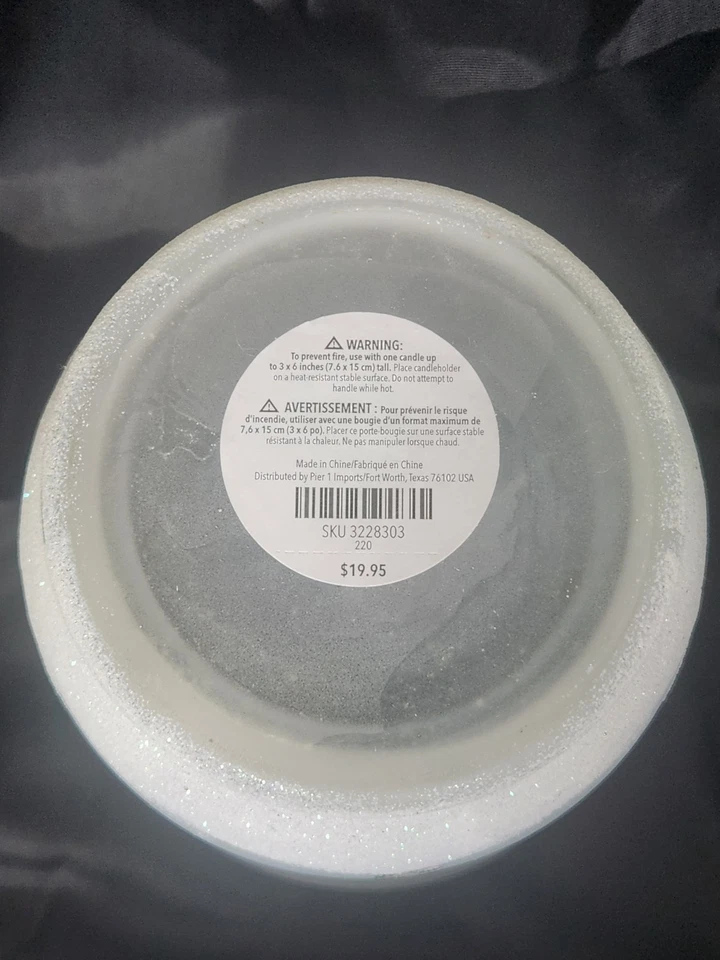 ⚠ WARNING:
To prevent fire, use with one candle up
to 3 x 6 inches (7.6 x 15 cm) tall. Place candleholder
on a heat-resistant stable surface. Do not attempt to
handle while hot.
⚠ AVERTISSEMENT : Pour prévenir le risque
d'incendie, utiliser avec une bougie d'un format maximum de
7,6 x 15 cm (3 x 6 po). Placer ce porte-bougie sur une surface stable
résistant à la chaleur. Ne pas manipuler lorsque chaud.
Made in China/Fabriqué en Chine
Distributed by Pier 1 Imports/Fort Worth, Texas 76102 USA
SKU 3228303
220
$19.95